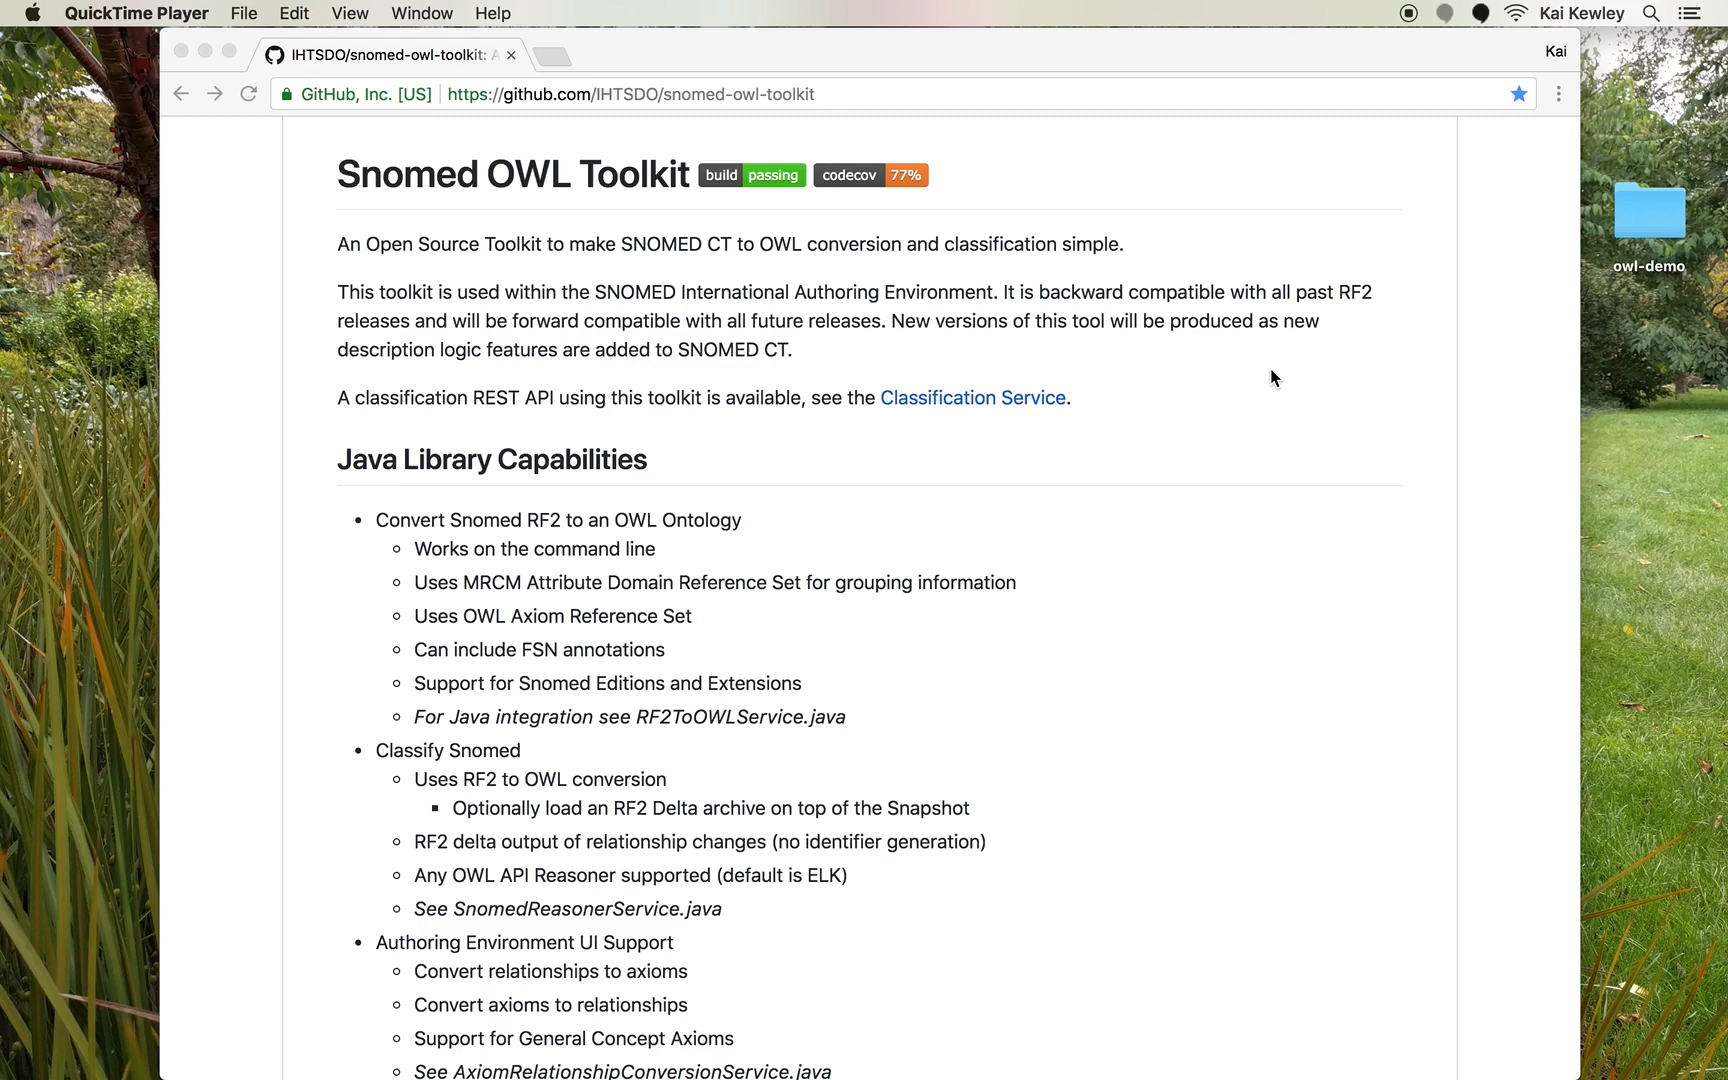 QuickTime Player File Edit View Window Help Kai Kewley
IHTSDO/snomed-owl-toolkit: A Kai
GitHub, Inc. [US] https://github.com/IHTSDO/snomed-owl-toolkit
Snomed OWL Toolkit build passing codecov 77%
An Open Source Toolkit to make SNOMED CT to OWL conversion and classification simple.
owl-demo
This toolkit is used within the SNOMED International Authoring Environment. It is backward compatible with all past RF2
releases and will be forward compatible with all future releases. New versions of this tool will be produced as new
description logic features are added to SNOMED CT.
A classification REST API using this toolkit is available, see the Classification Service.
Java Library Capabilities
• Convert Snomed RF2 to an OWL Ontology
◦ Works on the command line
◦ Uses MRCM Attribute Domain Reference Set for grouping information
◦ Uses OWL Axiom Reference Set
◦ Can include FSN annotations
◦ Support for Snomed Editions and Extensions
◦ For Java integration see RF2ToOWLService.java
• Classify Snomed
◦ Uses RF2 to OWL conversion
▪ Optionally load an RF2 Delta archive on top of the Snapshot
◦ RF2 delta output of relationship changes (no identifier generation)
◦ Any OWL API Reasoner supported (default is ELK)
◦ See SnomedReasonerService.java
• Authoring Environment UI Support
◦ Convert relationships to axioms
◦ Convert axioms to relationships
◦ Support for General Concept Axioms
◦ See AxiomRelationshipConversionService.java